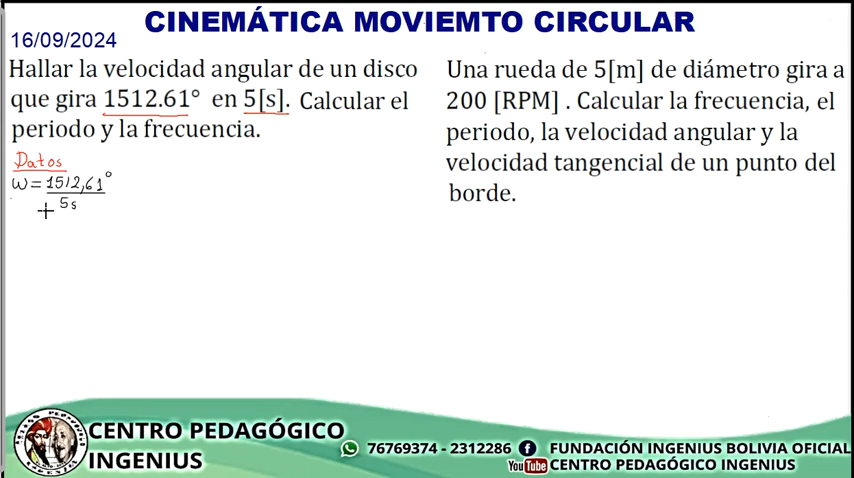 CINEMÁTICA MOVIEMTO CIRCULAR
16/09/2024
Hallar la velocidad angular de un disco
que gira 1512.61° en 5[s]. Calcular el
periodo y la frecuencia.
Datos
ω = 1512,61°
5s
Una rueda de 5[m] de diámetro gira a
200 [RPM] . Calcular la frecuencia, el
periodo, la velocidad angular y la
velocidad tangencial de un punto del
borde.
CENTRO PEDAGÓGICO
INGENIUS
76769374 - 2312286
FUNDACIÓN INGENIUS BOLIVIA OFICIAL
YouTube CENTRO PEDAGÓGICO INGENIUS